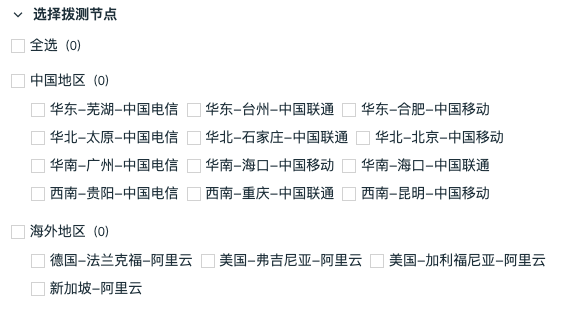 选择拨测节点
全选 (0)
中国地区 (0)
华东-芜湖-中国电信 华东-台州-中国联通 华东-合肥-中国移动
华北-太原-中国电信 华北-石家庄-中国联通 华北-北京-中国移动
华南-广州-中国电信 华南-海口-中国移动 华南-海口-中国联通
西南-贵阳-中国电信 西南-重庆-中国联通 西南-昆明-中国移动
海外地区 (0)
德国-法兰克福-阿里云 美国-弗吉尼亚-阿里云 美国-加利福尼亚-阿里云
新加坡-阿里云